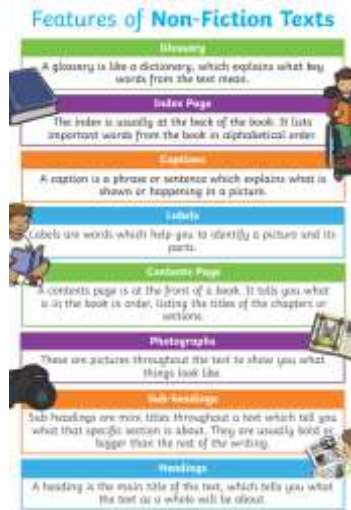 Features of Non-Fiction Texts
Glossary
A glossary is like a dictionary, which explains what key
words from the text mean.
Index Page
The index is usually at the back of the book. It lists
important words from the book in alphabetical order
Captions
A caption is a phrase or sentence which explains what is
shown or happening in a picture.
Labels
Labels are words which help you to identify a picture and its
parts.
Contents Page
A contents page is at the front of a book. It tells you what
is in the book in order, listing the titles of the chapters or
sections.
Photographs
These are pictures throughout the text to show you what
things look like.
Sub-headings
Sub-headings are mini titles throughout a text which tell you
what that specific section is about. They are usually bold or
bigger than the rest of the writing.
Headings
A heading is the main title of the text, which tells you what
the text as a whole will be about.